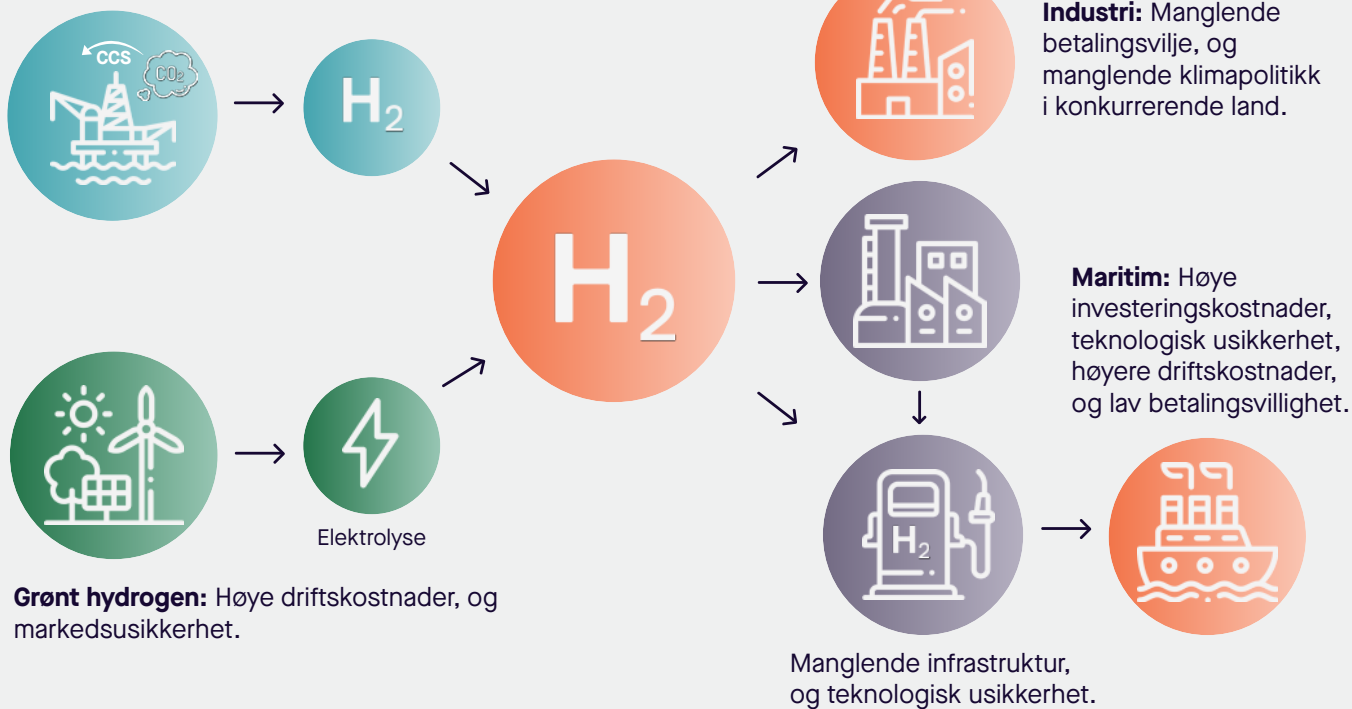 CCS
CO₂
H₂
Industri: Manglende
betalingsvilje, og
manglende klimapolitikk
i konkurrerende land.
H₂
Maritim: Høye
investeringskostnader,
teknologisk usikkerhet,
høyere driftskostnader,
og lav betalingsvillighet.
Elektrolyse
H₂
Grønt hydrogen: Høye driftskostnader, og
markedsusikkerhet.
Manglende infrastruktur,
og teknologisk usikkerhet.